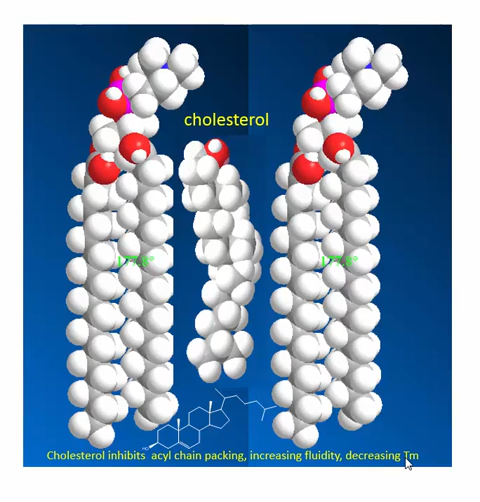 cholesterol
177.8°
177.8°
Cholesterol inhibits acyl chain packing, increasing fluidity, decreasing Tm